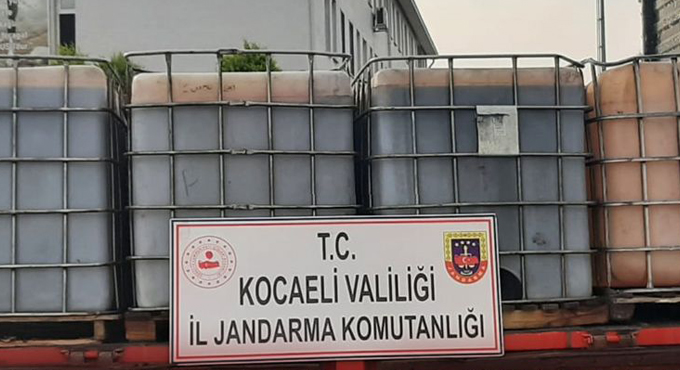 T.C.
KOCAELİ VALİLİĞİ
İL JANDARMA KOMUTANLIĞI